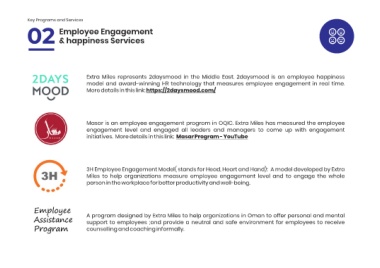 Key Programs and Services
02
Employee Engagement
& happiness Services
2DAYS
MOOD
Extra Miles represents 2daysmood in the Middle East. 2daysmood is an employee happiness
model and award-winning HR technology that measures employee engagement in real time.
More details in this link https://2daysmood.com/
Masar is an employee engagement program in OQIC. Extra Miles has measured the employee
engagement level and engaged all leaders and managers to come up with engagement
initiatives. More details in this link Masar Program - YouTube
3H
3H Employee Engagement Model( stands for Head, Heart and Hand): A model developed by Extra
Miles to help organizations measure employee engagement level and to engage the whole
person in the workplace for better productivity and well-being.
Employee
Assistance
Program
A program designed by Extra Miles to help organizations in Oman to offer personal and mental
support to employees ;and provide a neutral and safe environment for employees to receive
counselling and coaching informally.